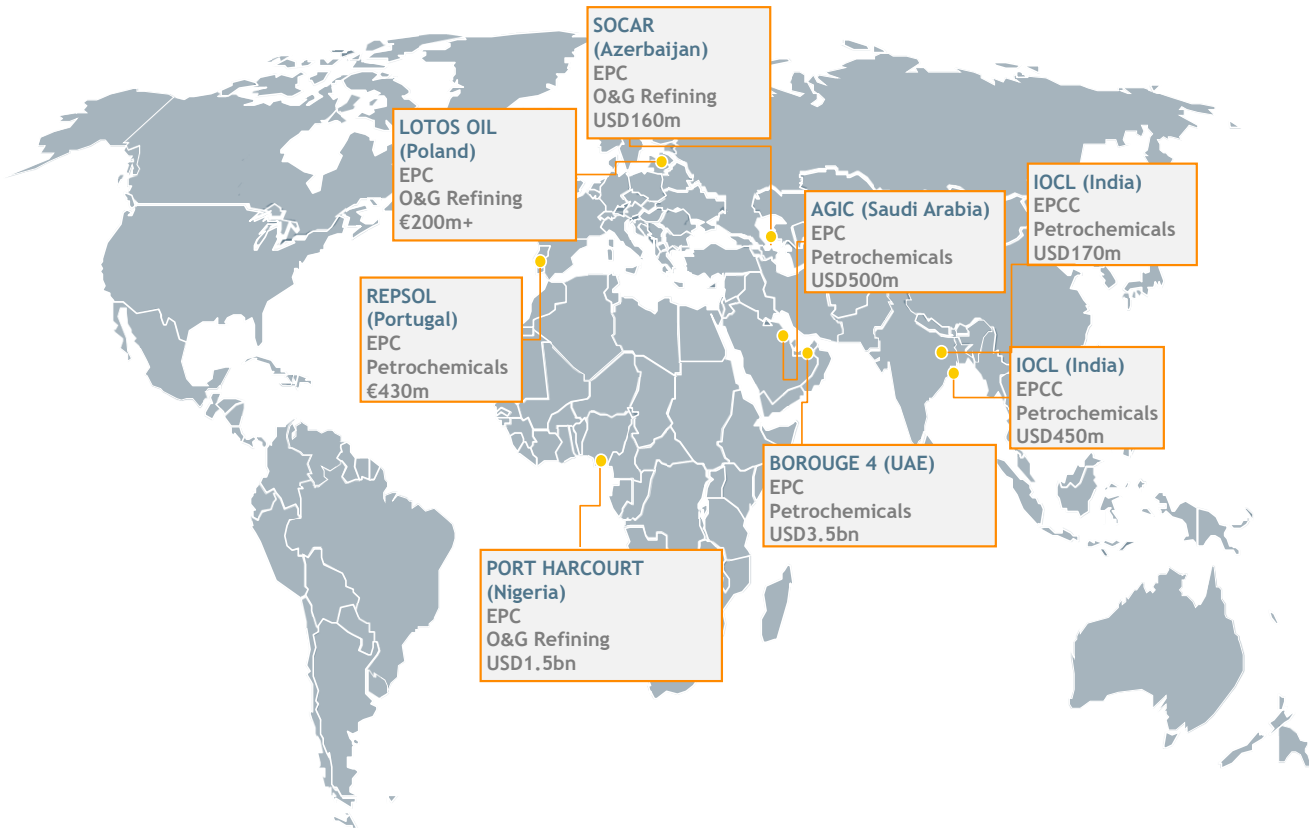 SOCAR
(Azerbaijan)
EPC
O&G Refining
USD160m
LOTOS OIL
(Poland)
EPC
O&G Refining
€200m+
IOCL (India)
EPCC
Petrochemicals
USD170m
AGIC (Saudi Arabia)
EPC
Petrochemicals
USD500m
REPSOL
(Portugal)
EPC
Petrochemicals
€430m
IOCL (India)
EPCC
Petrochemicals
USD450m
BOROUGE 4 (UAE)
EPC
Petrochemicals
USD3.5bn
PORT HARCOURT
(Nigeria)
EPC
O&G Refining
USD1.5bn